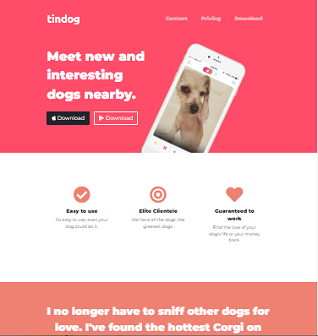 tindog
Contact Pricing Download
Meet new and
interesting
dogs nearby.
Download Download
Easy to use
So easy to use, even your
dog could do it.
Elite Clientele
We have all the dogs, the
greatest dogs.
Guaranteed to
work
Find the love of your
dog's life or your money
back.
I no longer have to sniff other dogs for
love. I've found the hottest Corgi on